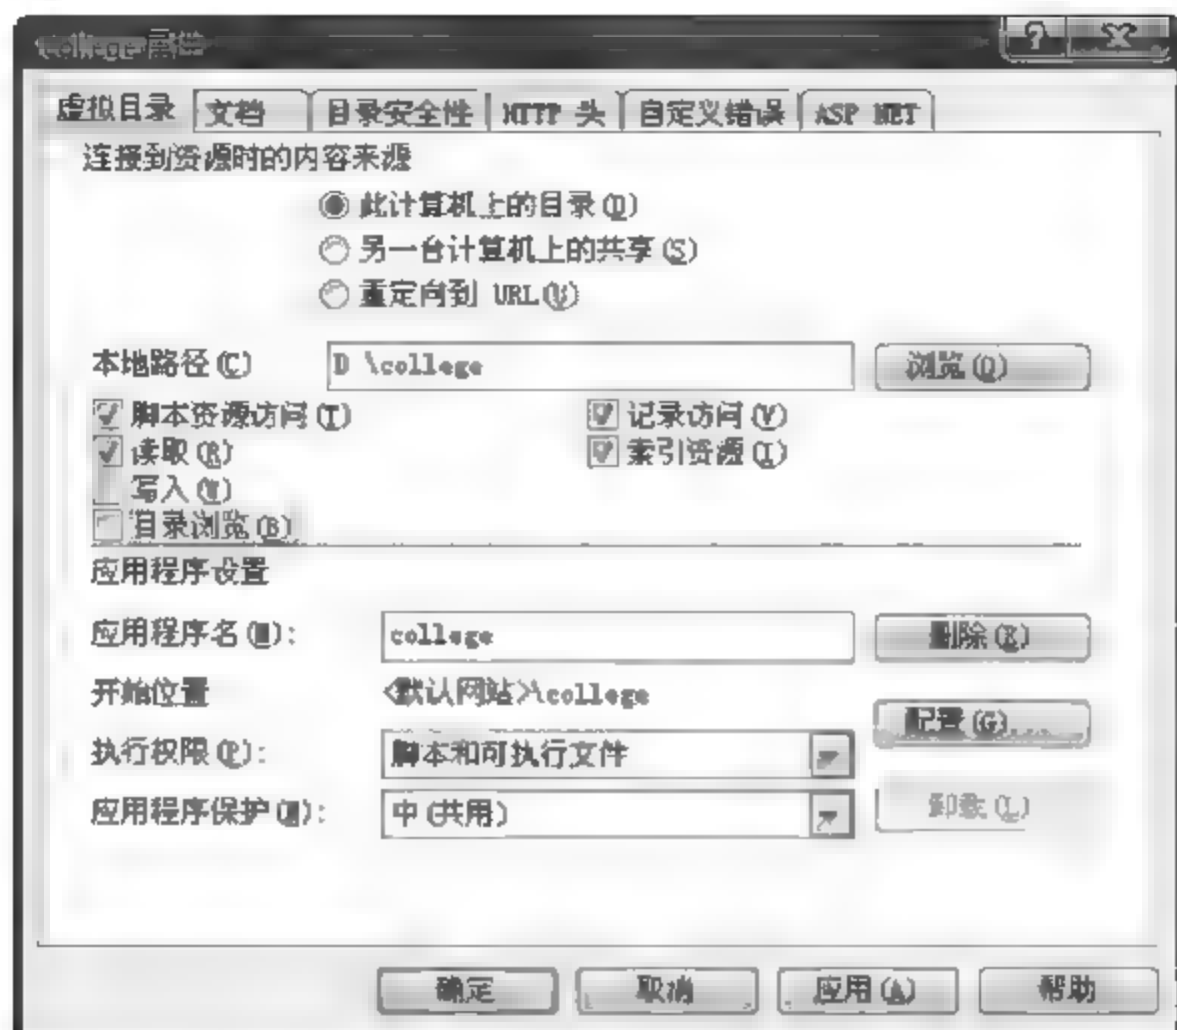 college 属性
虚拟目录 文档 目录安全性 HTTP 头 自定义错误 ASP NET
连接到资源时的内容来源
此计算机上的目录(D)
另一台计算机上的共享(S)
重定向到 URL(U)
本地路径(C) D \college 浏览(O)
脚本资源访问(T) 记录访问(V)
读取(R) 索引资源(I)
写入(W)
目录浏览(B)
应用程序设置
应用程序名(M): college 删除(E)
开始位置 <默认网站>\college
配置(G)
执行权限(P): 脚本和可执行文件
应用程序保护(N): 中(共用) 卸载(L)
确定 取消 应用(A) 帮助